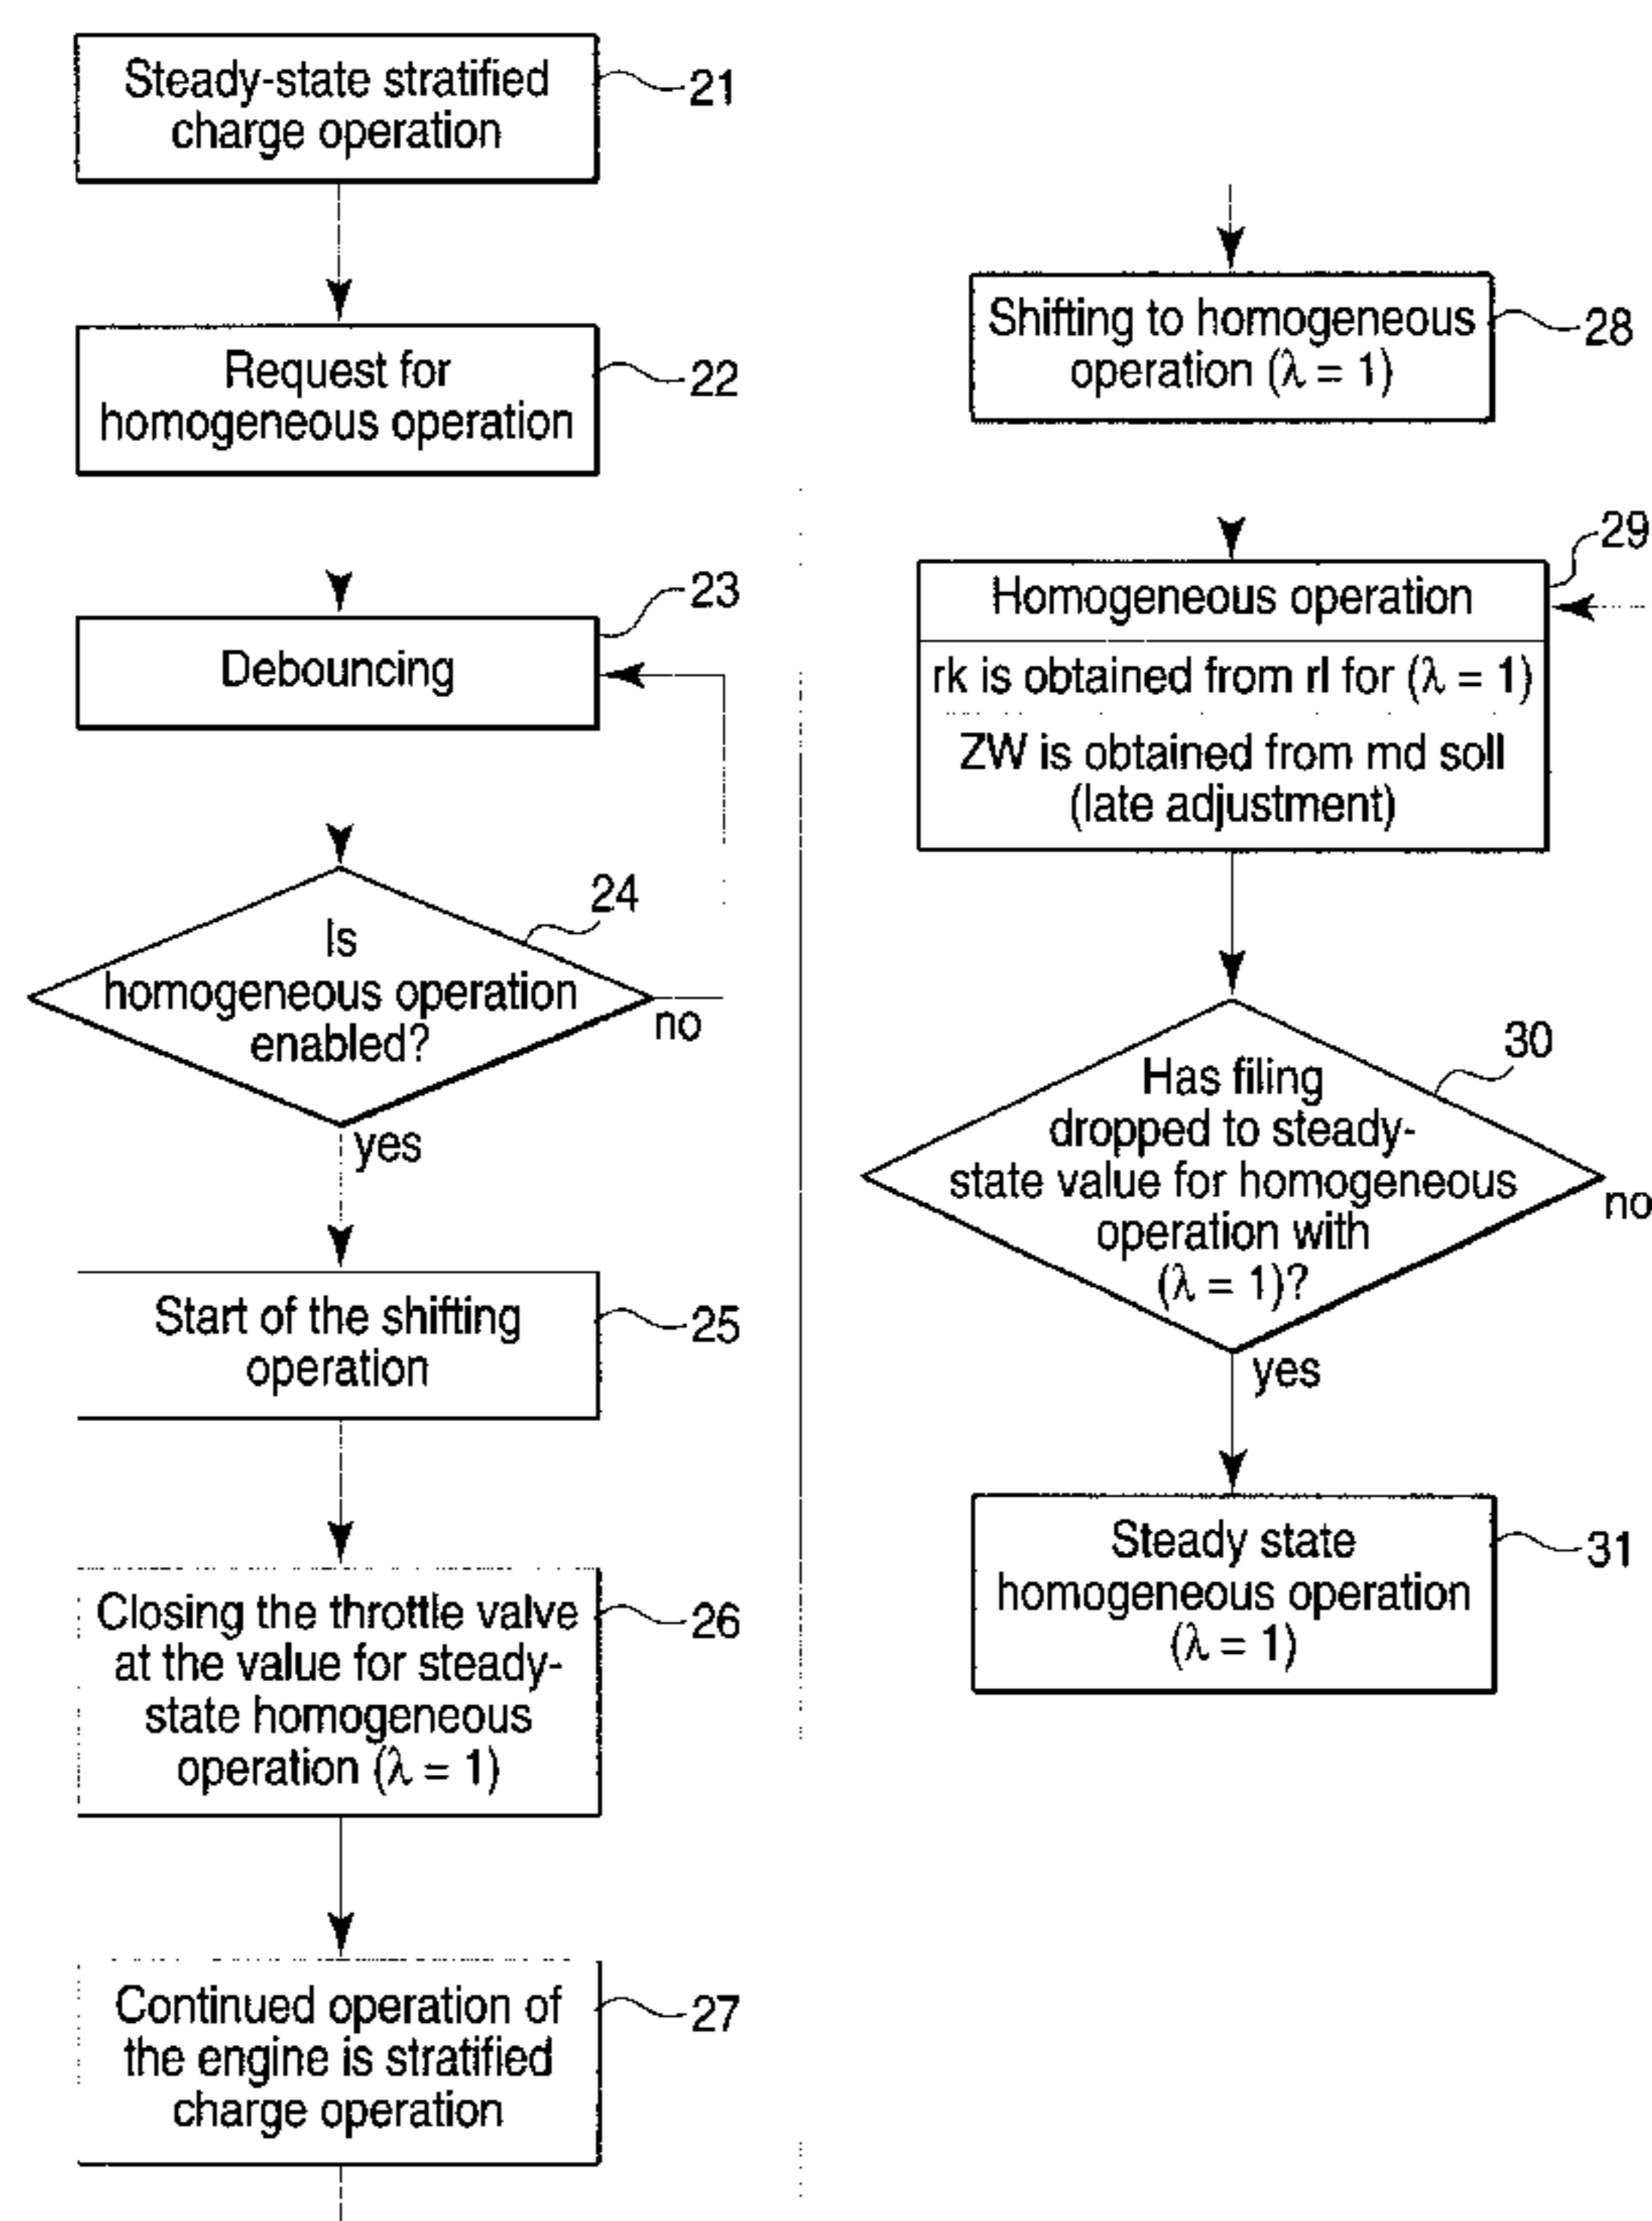 Steady-state stratified
charge operation
21
Request for
homogeneous operation
22
Debouncing
23
Is
homogeneous operation
enabled?
24
no
yes
Start of the shifting
operation
25
Closing the throttle valve
at the value for steady-
state homogeneous
operation (λ = 1)
26
Continued operation of
the engine is stratified
charge operation
27
Shifting to homogeneous
operation (λ = 1)
28
Homogeneous operation
29
rk is obtained from rl for (λ = 1)
ZW is obtained from md soll
(late adjustment)
Has filing
dropped to steady-
state value for homogeneous
operation with
(λ = 1)?
30
no
yes
Steady state
homogeneous operation
(λ = 1)
31